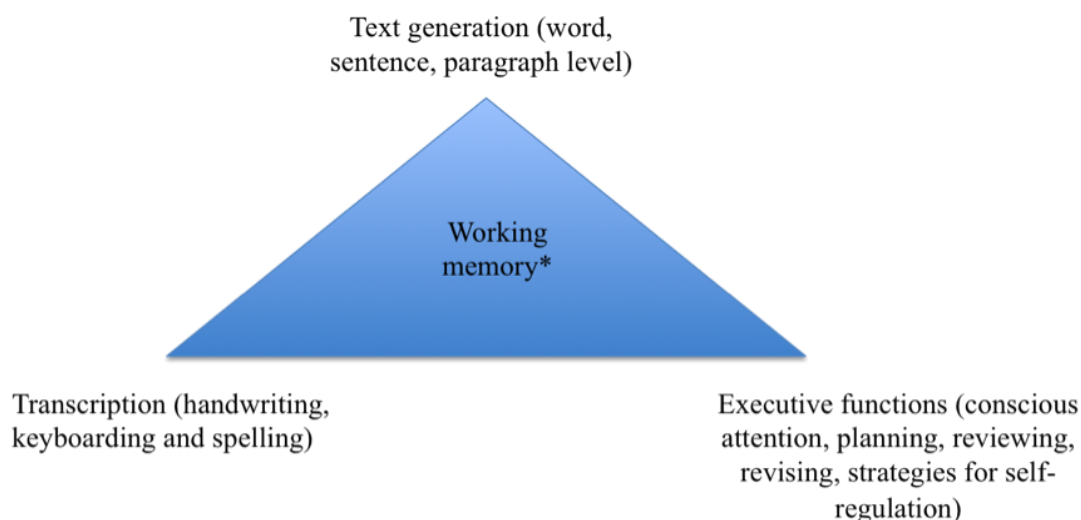 Text generation (word,
sentence, paragraph level)
Working
memory*
Transcription (handwriting,
keyboarding and spelling)
Executive functions (conscious
attention, planning, reviewing,
revising, strategies for self-
regulation)